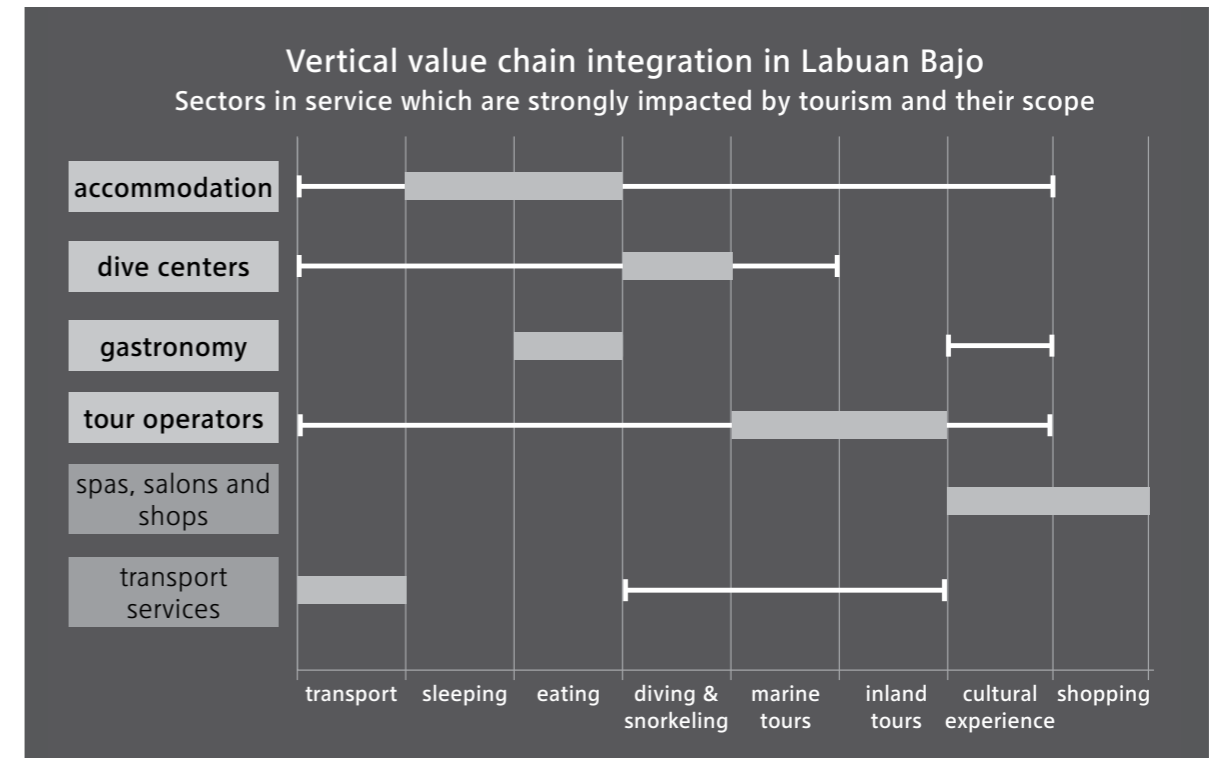 Vertical value chain integration in Labuan Bajo
Sectors in service which are strongly impacted by tourism and their scope
accommodation
dive centers
gastronomy
tour operators
spas, salons and
shops
transport
services
transport
sleeping
eating
diving &
snorkeling
marine
tours
inland
tours
cultural
experience
shopping